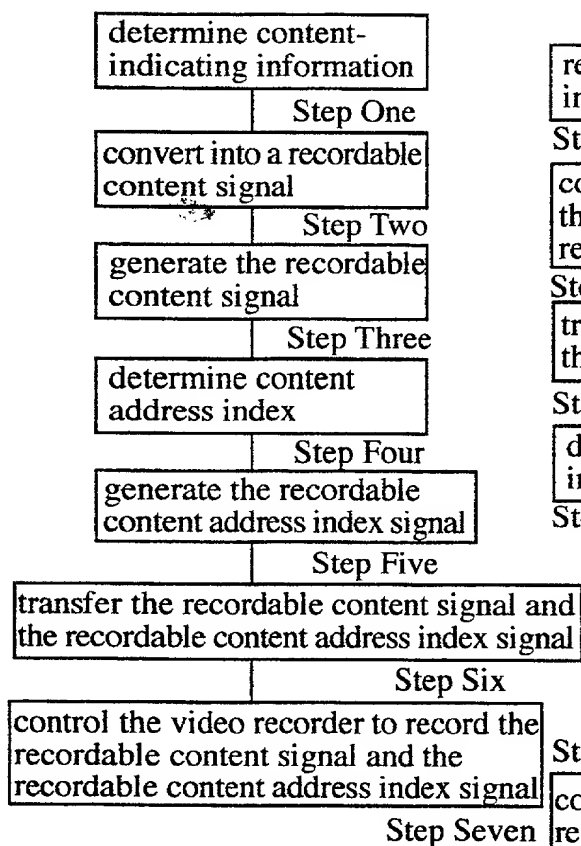 determine content-
indicating information
Step One
convert into a recordable
content signal
Step Two
generate the recordable
content signal
Step Three
determine content
address index
Step Four
generate the recordable
content address index signal
Step Five
transfer the recordable content signal and
the recordable content address index signal
Step Six
control the video recorder to record the
recordable content signal and the
recordable content address index signal
Step Seven